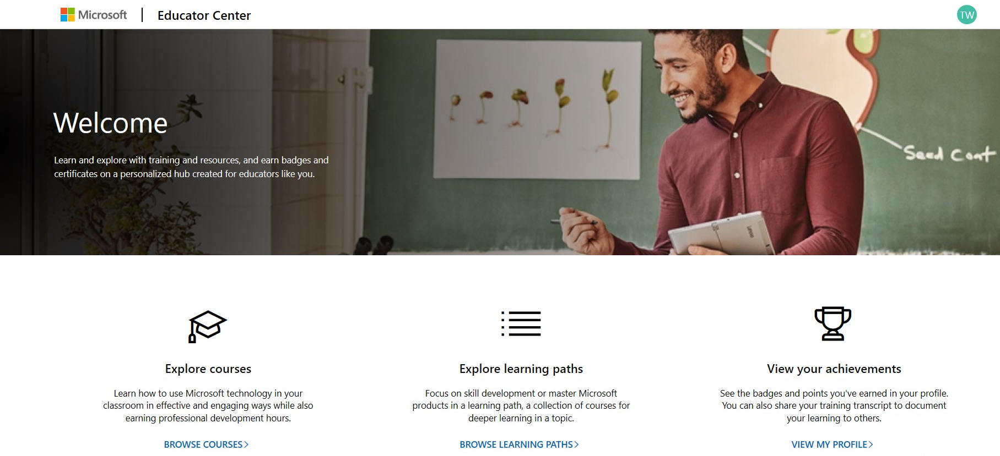 Microsoft | Educator Center
TW
Welcome
Learn and explore with training and resources, and earn badges and
certificates on a personalized hub created for educators like you.
Seed Coat
Lenovo
Explore courses
Learn how to use Microsoft technology in your
classroom in effective and engaging ways while also
earning professional development hours.
BROWSE COURSES
Explore learning paths
Focus on skill development or master Microsoft
products in a learning path, a collection of courses for
deeper learning in a topic.
BROWSE LEARNING PATHS
View your achievements
See the badges and points you've earned in your profile.
You can also share your training transcript to document
your learning to others.
VIEW MY PROFILE